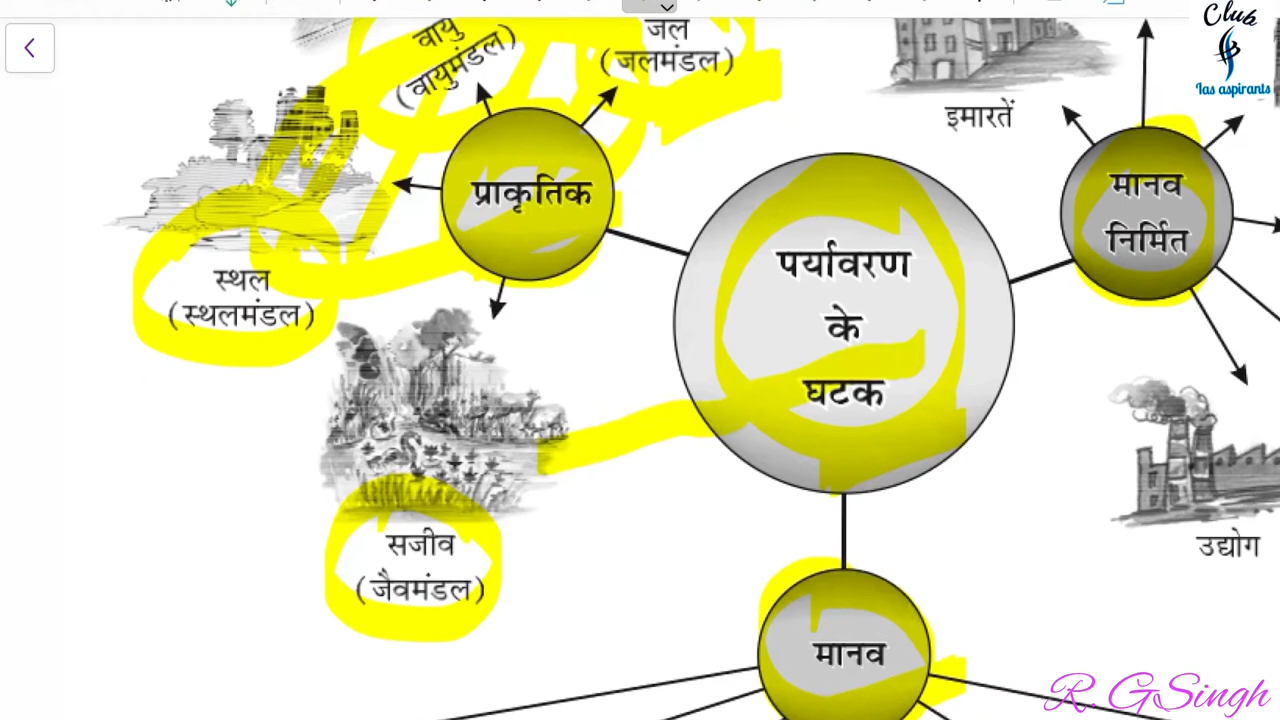 वायु
(वायुमंडल)
जल
(जलमंडल)
Club
Ias aspirants
इमारतें
प्राकृतिक
मानव
निर्मित
पर्यावरण
के
घटक
स्थल
(स्थलमंडल)
सजीव
(जैवमंडल)
उद्योग
मानव
R. GSingh